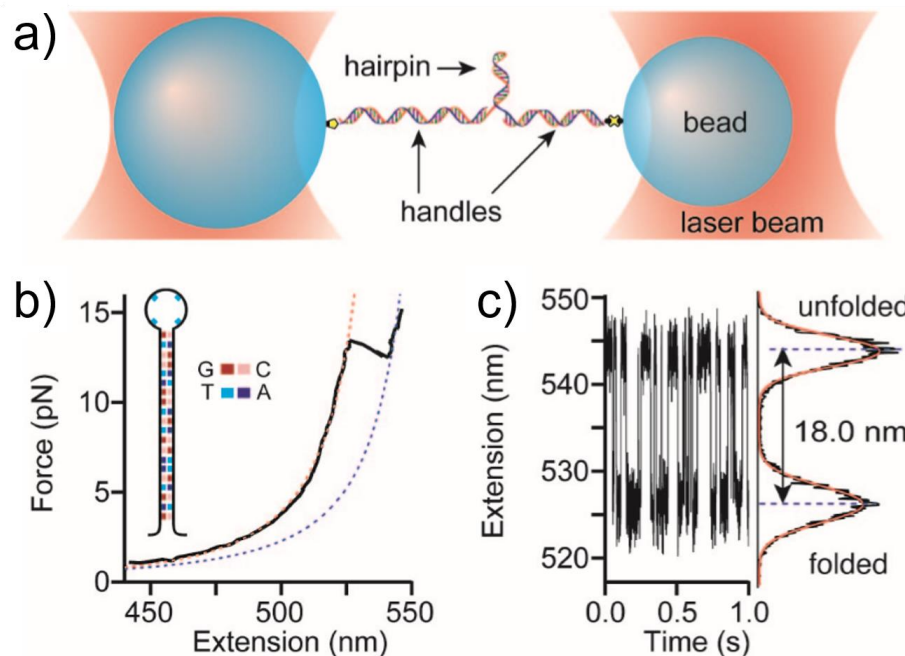 a)
hairpin
bead
handles
laser beam
b)
15
10
5
0
Force (pN)
G C
T A
450
500
550
Extension (nm)
c)
550
540
530
520
Extension (nm)
unfolded
18.0 nm
folded
0.0
0.5
1.0
Time (s)